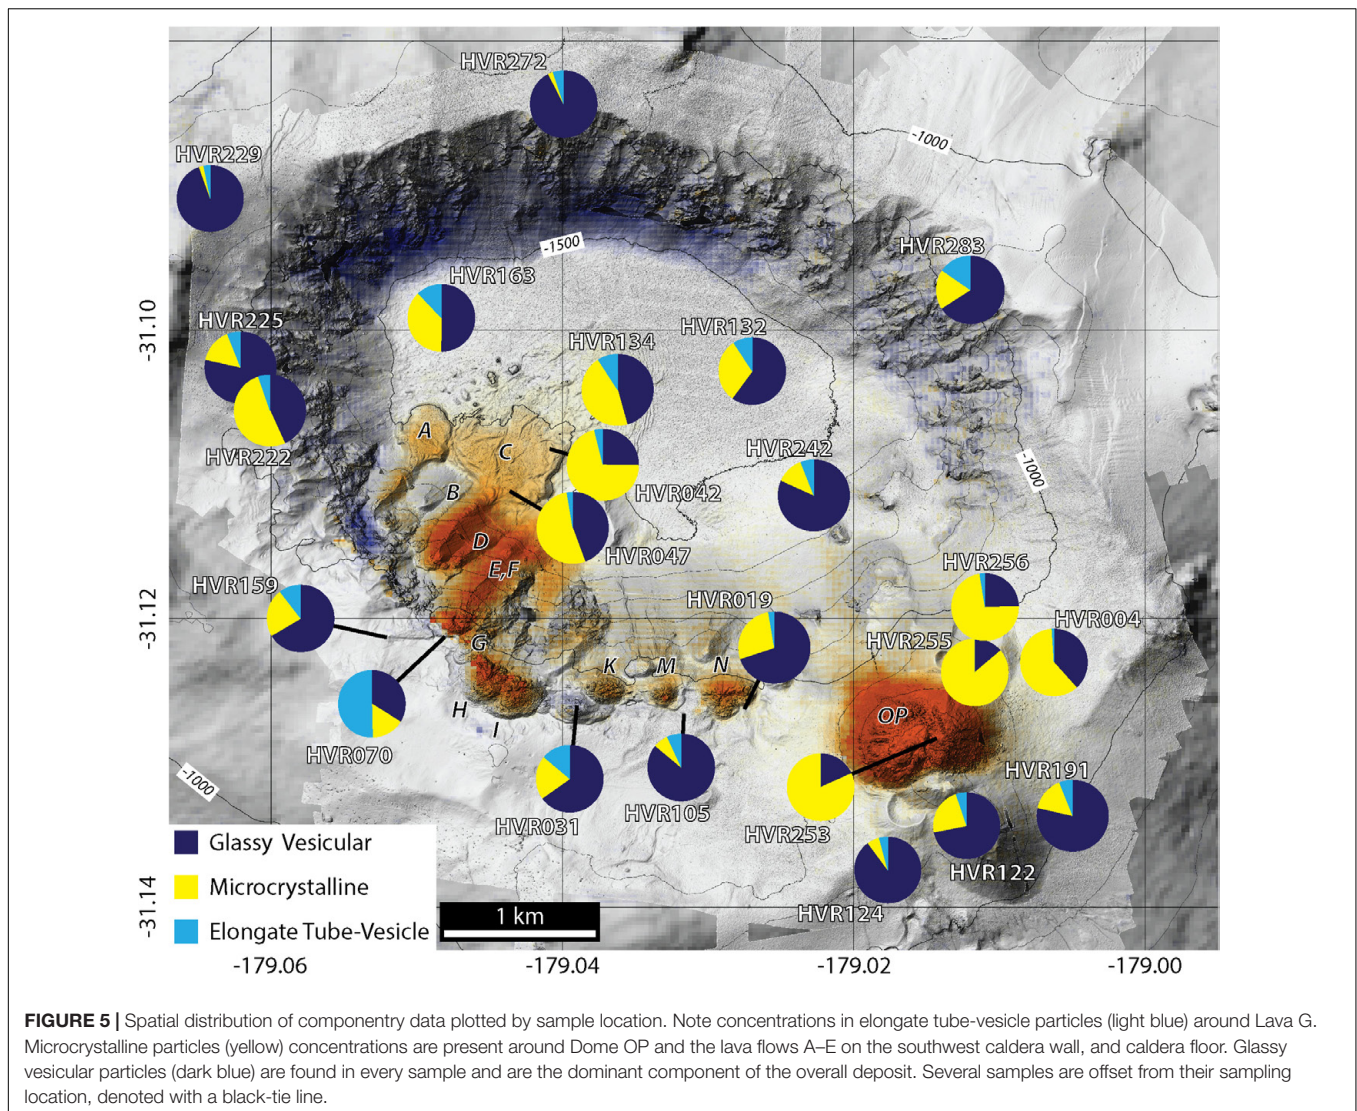 HVR272
HVR229
-1000
-1500
HVR283
HVR163
-31.10
HVR225
HVR134
HVR132
A
C
HVR222
HVR242
-1000
B
HVR042
D
HVR047
E,F
HVR256
HVR159
HVR019
HVR004
-31.12
HVR255
G
K
M
N
H
I
OP
HVR070
-1000
HVR191
HVR031
HVR105
HVR253
Glassy Vesicular
HVR122
Microcrystalline
-31.14
HVR124
1 km
Elongate Tube-Vesicle
-179.06
-179.04
-179.02
-179.00
FIGURE 5 | Spatial distribution of componentry data plotted by sample location. Note concentrations in elongate tube-vesicle particles (light blue) around Lava G.
Microcrystalline particles (yellow) concentrations are present around Dome OP and the lava flows A–E on the southwest caldera wall, and caldera floor. Glassy
vesicular particles (dark blue) are found in every sample and are the dominant component of the overall deposit. Several samples are offset from their sampling
location, denoted with a black-tie line.